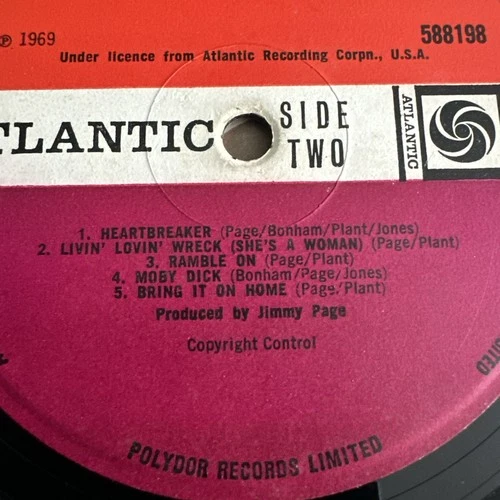 ℗ 1969
588198
Under licence from Atlantic Recording Corpn., U.S.A.
TLANTIC
SIDE
TWO
ATLANTIC
1. HEARTBREAKER (Page/Bonham/Plant/Jones)
2. LIVIN' LOVIN' WRECK (SHE'S A WOMAN) (Page/Plant)
3. RAMBLE ON (Page/Plant)
4. MOBY DICK (Bonham/Page/Jones)
5. BRING IT ON HOME (Page/Plant)
Produced by Jimmy Page
Copyright Control
POLYDOR RECORDS LIMITED